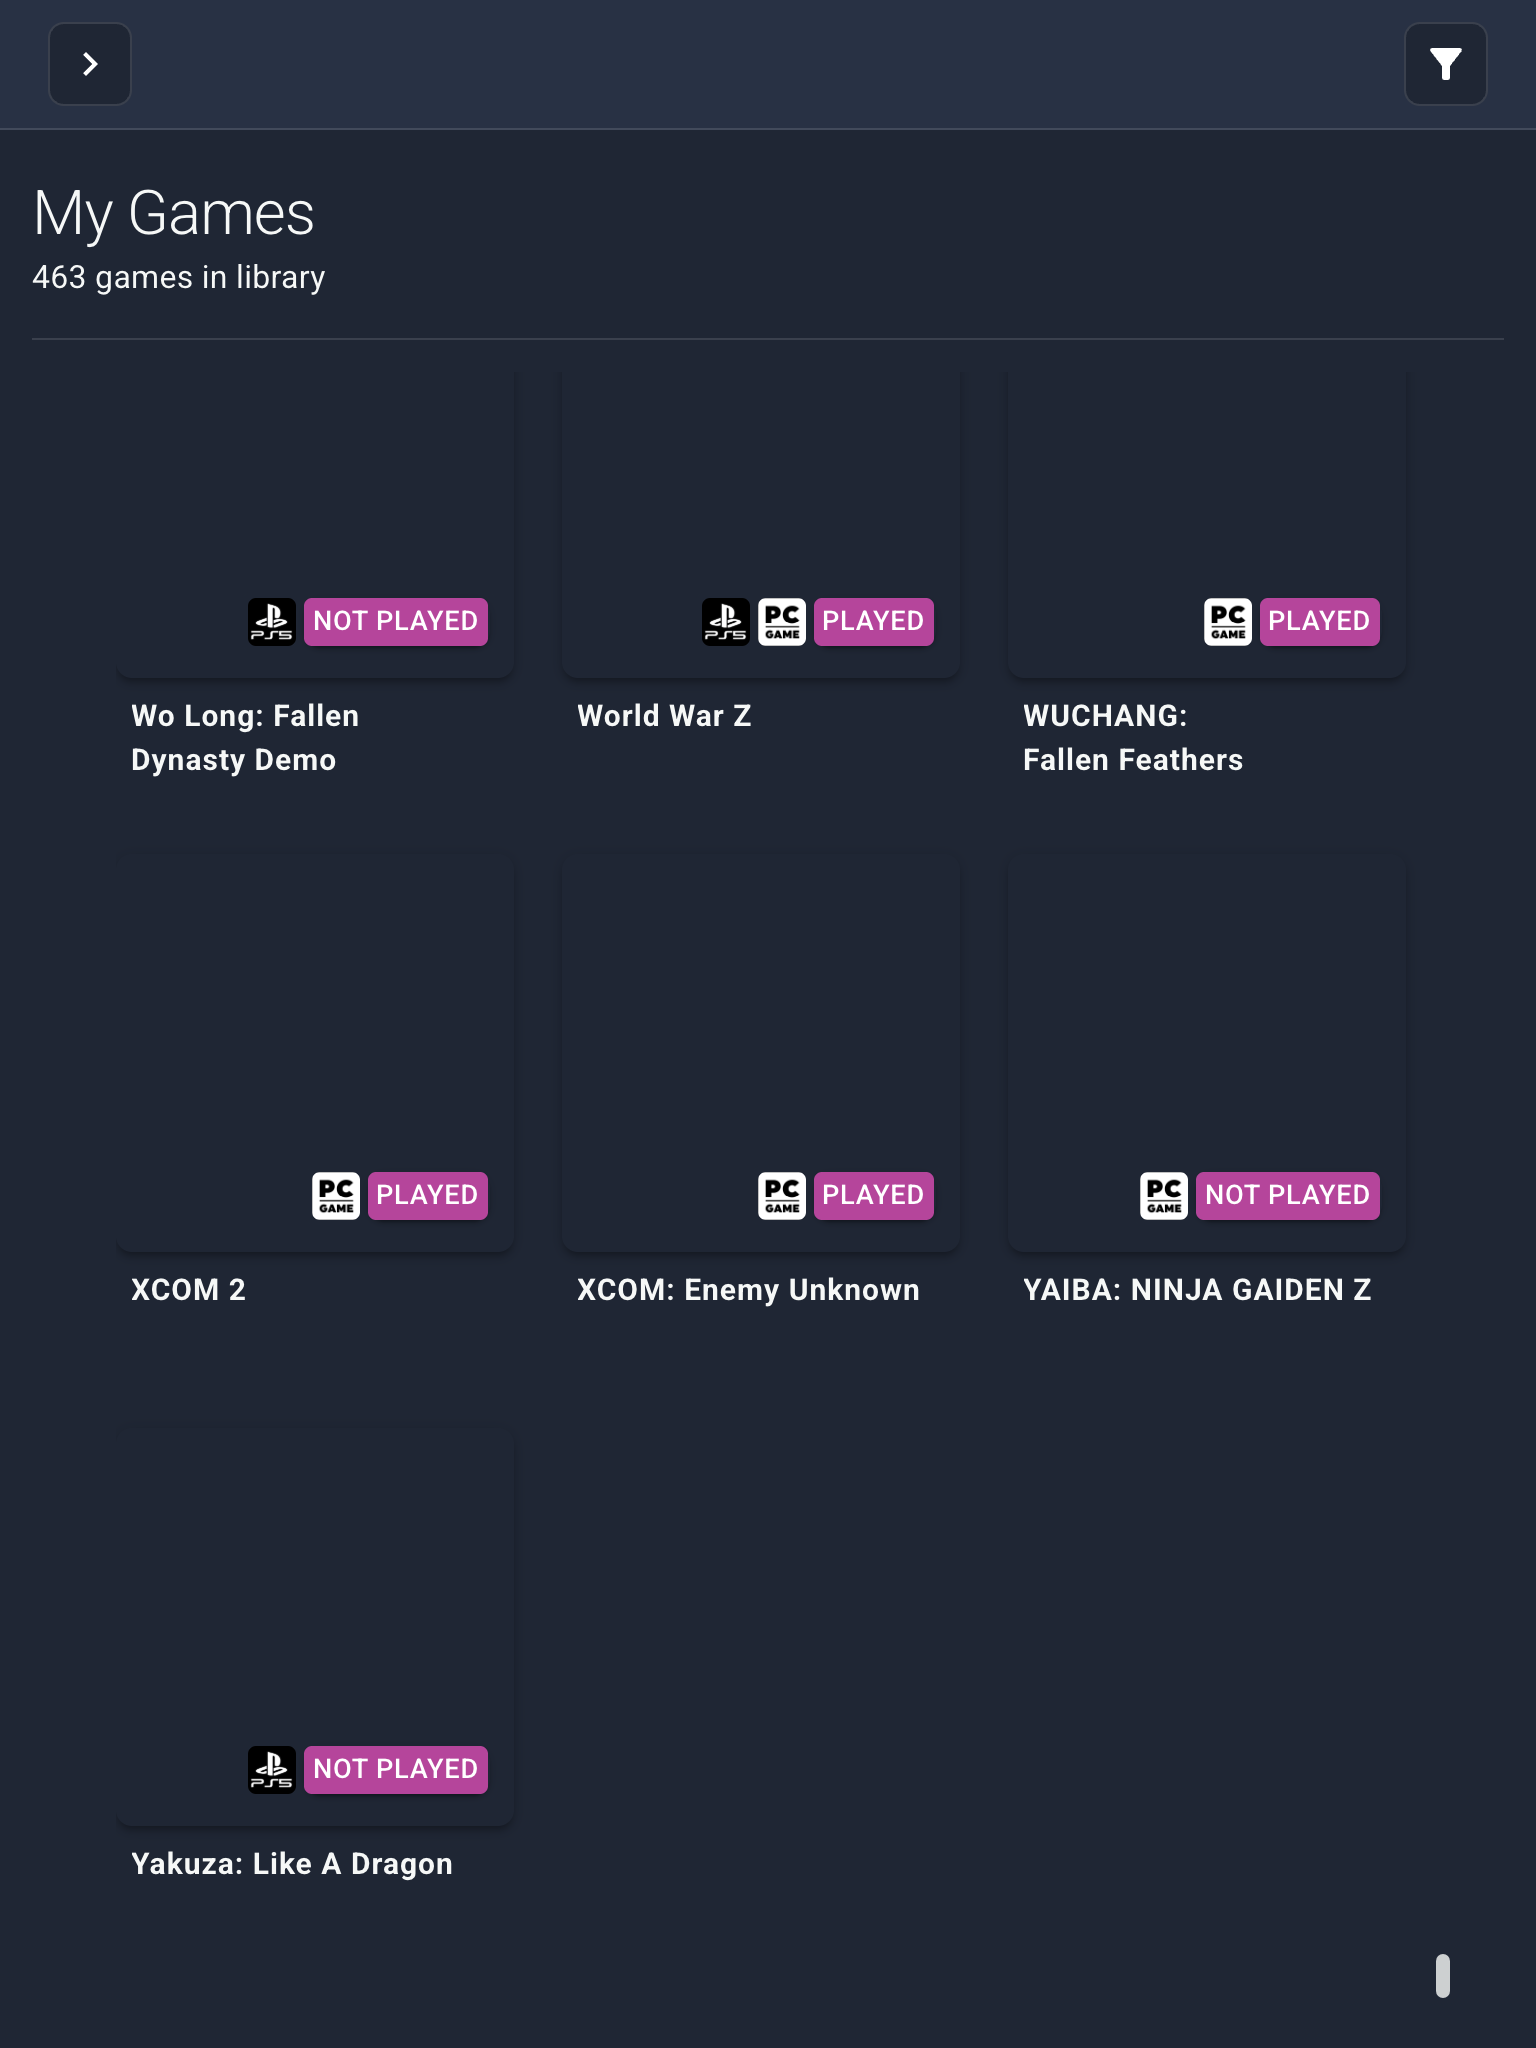 My Games
463 games in library
PS5 NOT PLAYED
PS5 PC GAME PLAYED
PC GAME PLAYED
Wo Long: Fallen
Dynasty Demo
World War Z
WUCHANG:
Fallen Feathers
PC GAME PLAYED
PC GAME PLAYED
PC GAME NOT PLAYED
XCOM 2
XCOM: Enemy Unknown
YAIBA: NINJA GAIDEN Z
PS5 NOT PLAYED
Yakuza: Like A Dragon